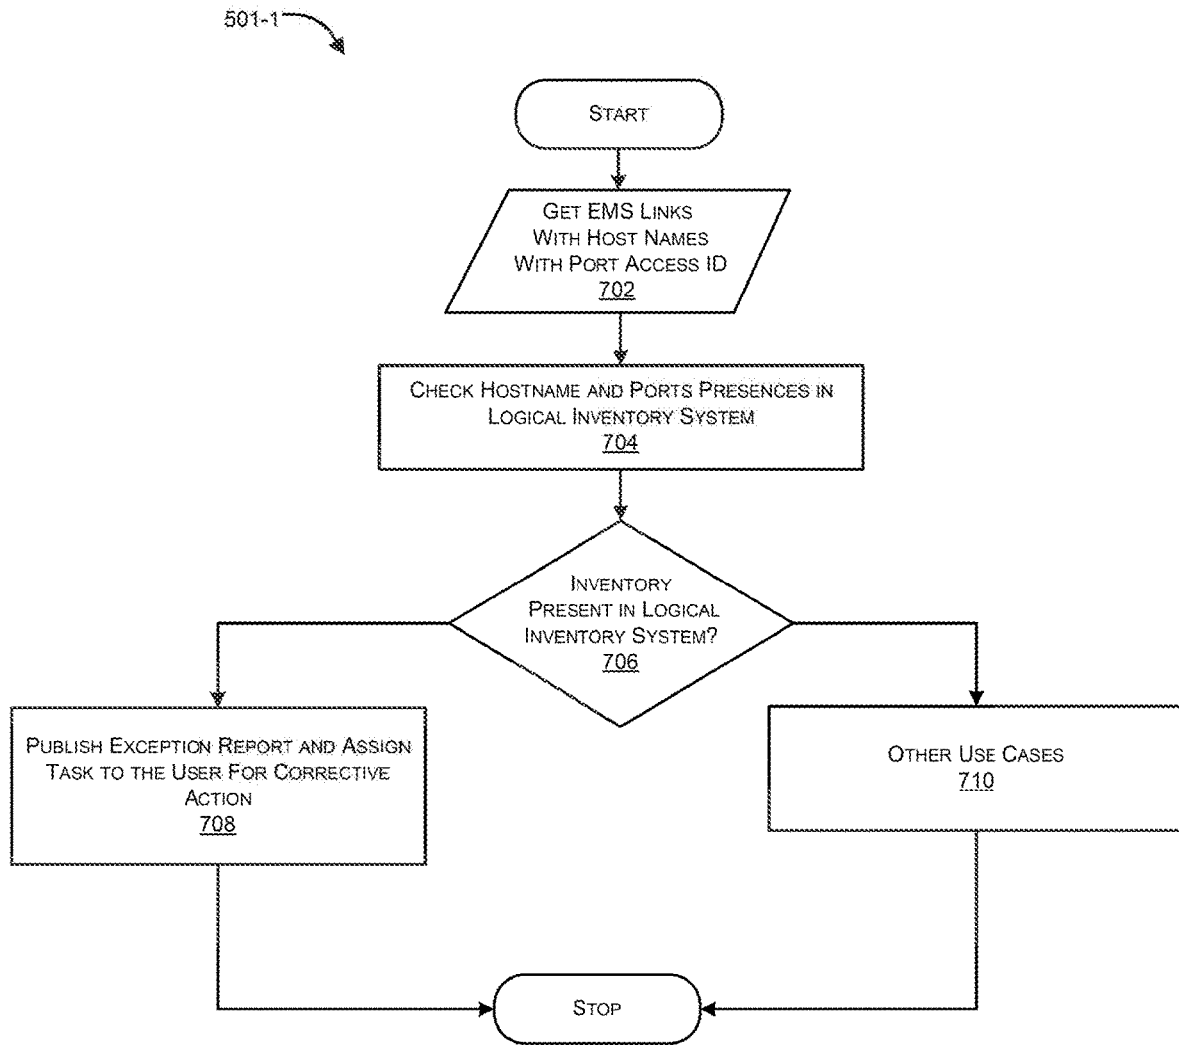 501-1
START
GET EMS LINKS
WITH HOST NAMES
WITH PORT ACCESS ID
702
CHECK HOSTNAME AND PORTS PRESENCES IN
LOGICAL INVENTORY SYSTEM
704
INVENTORY
PRESENT IN LOGICAL
INVENTORY SYSTEM?
706
PUBLISH EXCEPTION REPORT AND ASSIGN
TASK TO THE USER FOR CORRECTIVE
ACTION
708
OTHER USE CASES
710
STOP